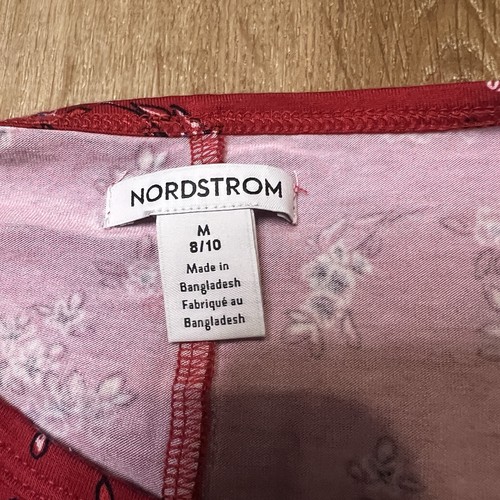 NORDSTROM
M
8/10
Made in
Bangladesh
Fabriqué au
Bangladesh